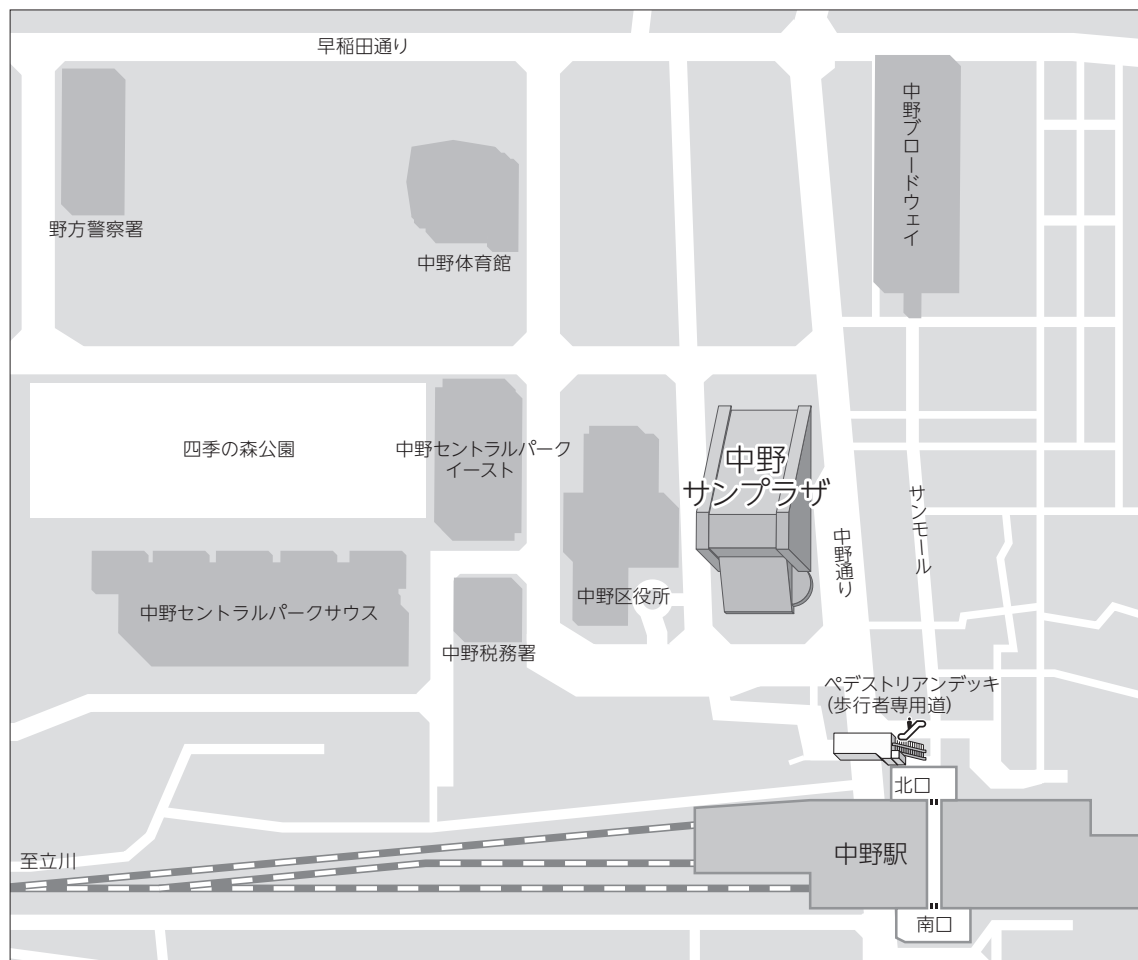 早稲田通り
中野ブロードウェイ
野方警察署
中野体育館
四季の森公園
中野セントラルパーク
イースト
中野
サンプラザ
サンモール
中野通り
中野セントラルパークサウス
中野区役所
中野税務署
ペデストリアンデッキ
(歩行者専用道)
北口
中野駅
至立川
南口